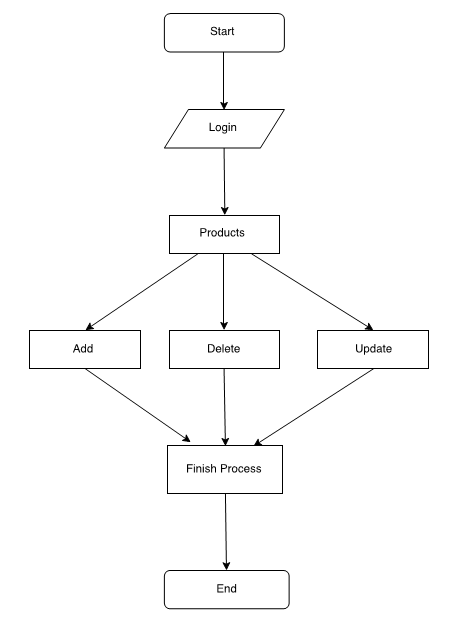 Start
Login
Products
Add
Delete
Update
Finish Process
End